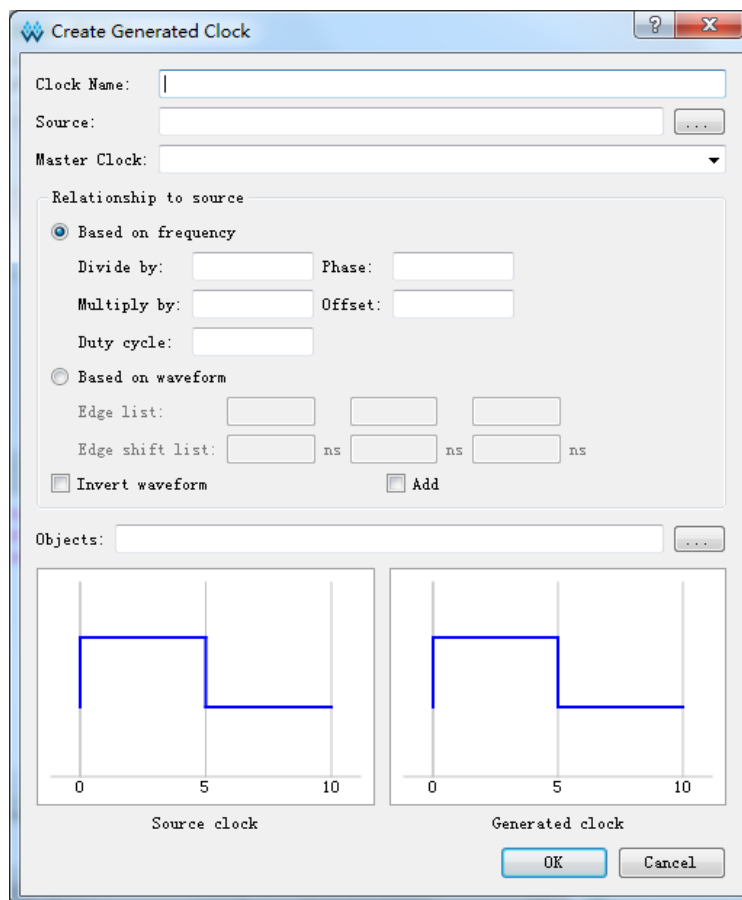 Create Generated Clock
Clock Name:
Source: ...
Master Clock:
Relationship to source
Based on frequency
Divide by: Phase:
Multiply by: Offset:
Duty cycle:
Based on waveform
Edge list:
Edge shift list: ns ns ns
Invert waveform Add
Objects: ...
0 5 10 0 5 10
Source clock Generated clock
OK Cancel